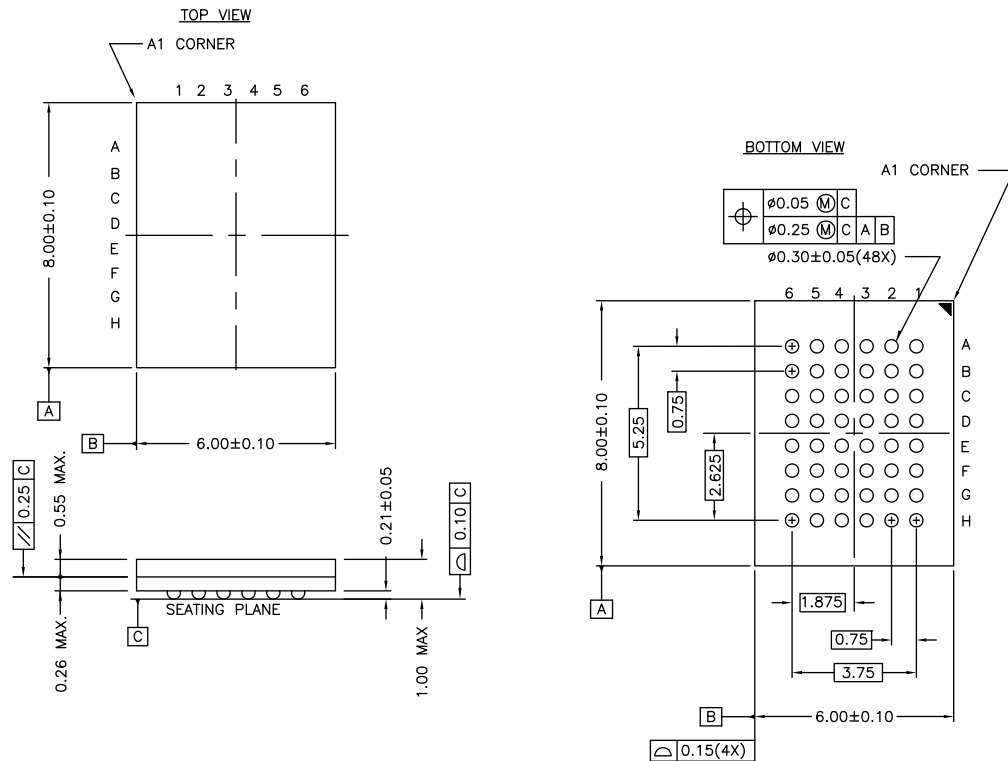 TOP VIEW
A1 CORNER
1 2 3 4 5 6
A
B
C
D
E
F
G
H
8.00±0.10
A
B
6.00±0.10
// 0.25 C
0.55 MAX.
0.26 MAX.
0.21±0.05
0.10 C
SEATING PLANE
C
1.00 MAX
BOTTOM VIEW
A1 CORNER
ø0.05 Ⓜ C
ø0.25 Ⓜ C A B
ø0.30±0.05(48X)
6 5 4 3 2 1
A
B
C
D
E
F
G
H
8.00±0.10
5.25
0.75
2.625
A
1.875
0.75
3.75
B
6.00±0.10
0.15(4X)